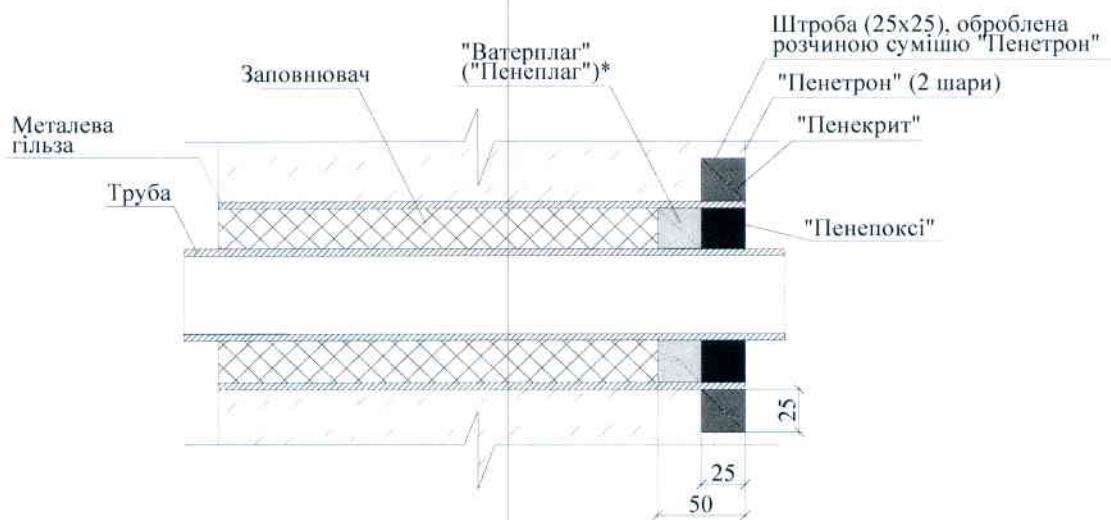 Штроба (25х25), оброблена
розчиною сумішю "Пенетрон"
"Ватерплаг"
("Пенеплаг")*
Заповнювач
"Пенетрон" (2 шари)
Металева
гільза
"Пенекрит"
Труба
"Пенепоксі"
25
25
50